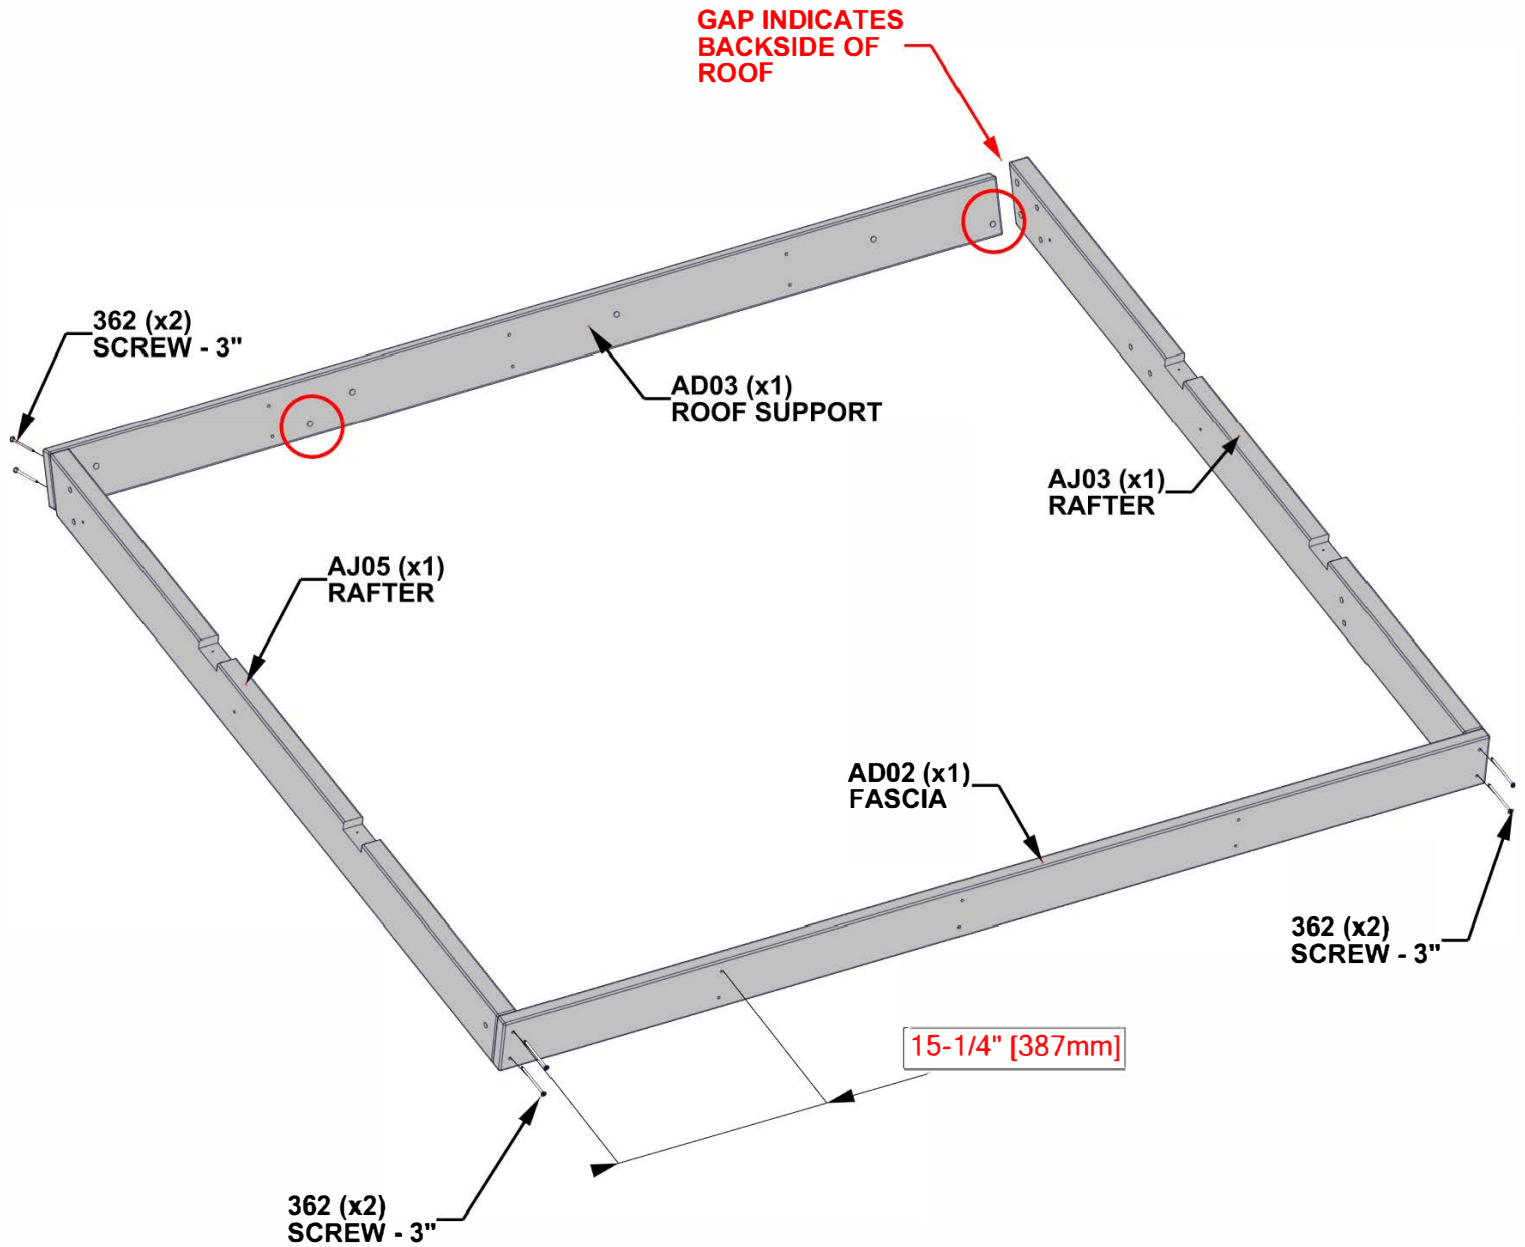 GAP INDICATES
BACKSIDE OF
ROOF
362 (x2)
SCREW - 3"
AD03 (x1)
ROOF SUPPORT
AJ03 (x1)
RAFTER
AJ05 (x1)
RAFTER
AD02 (x1)
FASCIA
362 (x2)
SCREW - 3"
15-1/4" [387mm]
362 (x2)
SCREW - 3"